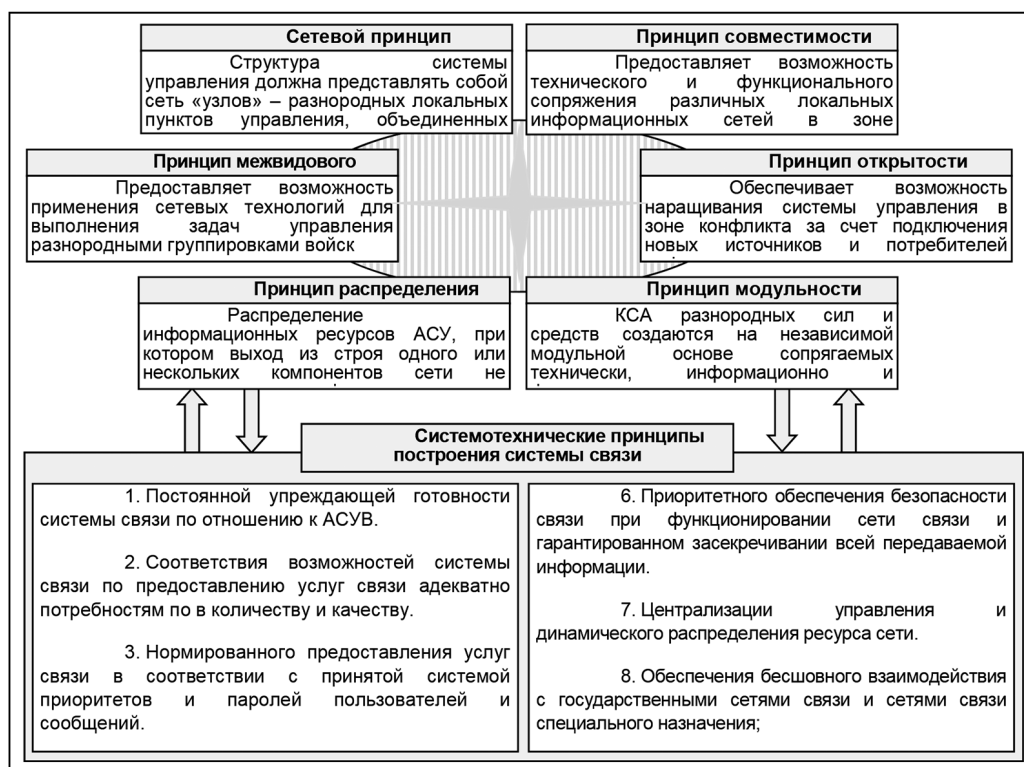 Сетевой принцип
Структура системы
управления должна представлять собой
сеть «узлов» – разнородных локальных
пунктов управления, объединенных
Принцип совместимости
Предоставляет возможность
технического и функционального
сопряжения различных локальных
информационных сетей в зоне
Принцип межвидового
Предоставляет возможность
применения сетевых технологий для
выполнения задач управления
разнородными группировками войск
Принцип открытости
Обеспечивает возможность
наращивания системы управления в
зоне конфликта за счет подключения
новых источников и потребителей
Принцип распределения
Распределение
информационных ресурсов АСУ, при
котором выход из строя одного или
нескольких компонентов сети не
Принцип модульности
КСА разнородных сил и
средств создаются на независимой
модульной основе сопрягаемых
технически, информационно и
Системотехнические принципы
построения системы связи
1. Постоянной упреждающей готовности
системы связи по отношению к АСУВ.
2. Соответствия возможностей системы
связи по предоставлению услуг связи адекватно
потребностям по в количеству и качеству.
3. Нормированного предоставления услуг
связи в соответствии с принятой системой
приоритетов и паролей пользователей и
сообщений.
6. Приоритетного обеспечения безопасности
связи при функционировании сети связи и
гарантированном засекречивании всей передаваемой
информации.
7. Централизации управления и
динамического распределения ресурса сети.
8. Обеспечения бесшовного взаимодействия
с государственными сетями связи и сетями связи
специального назначения;